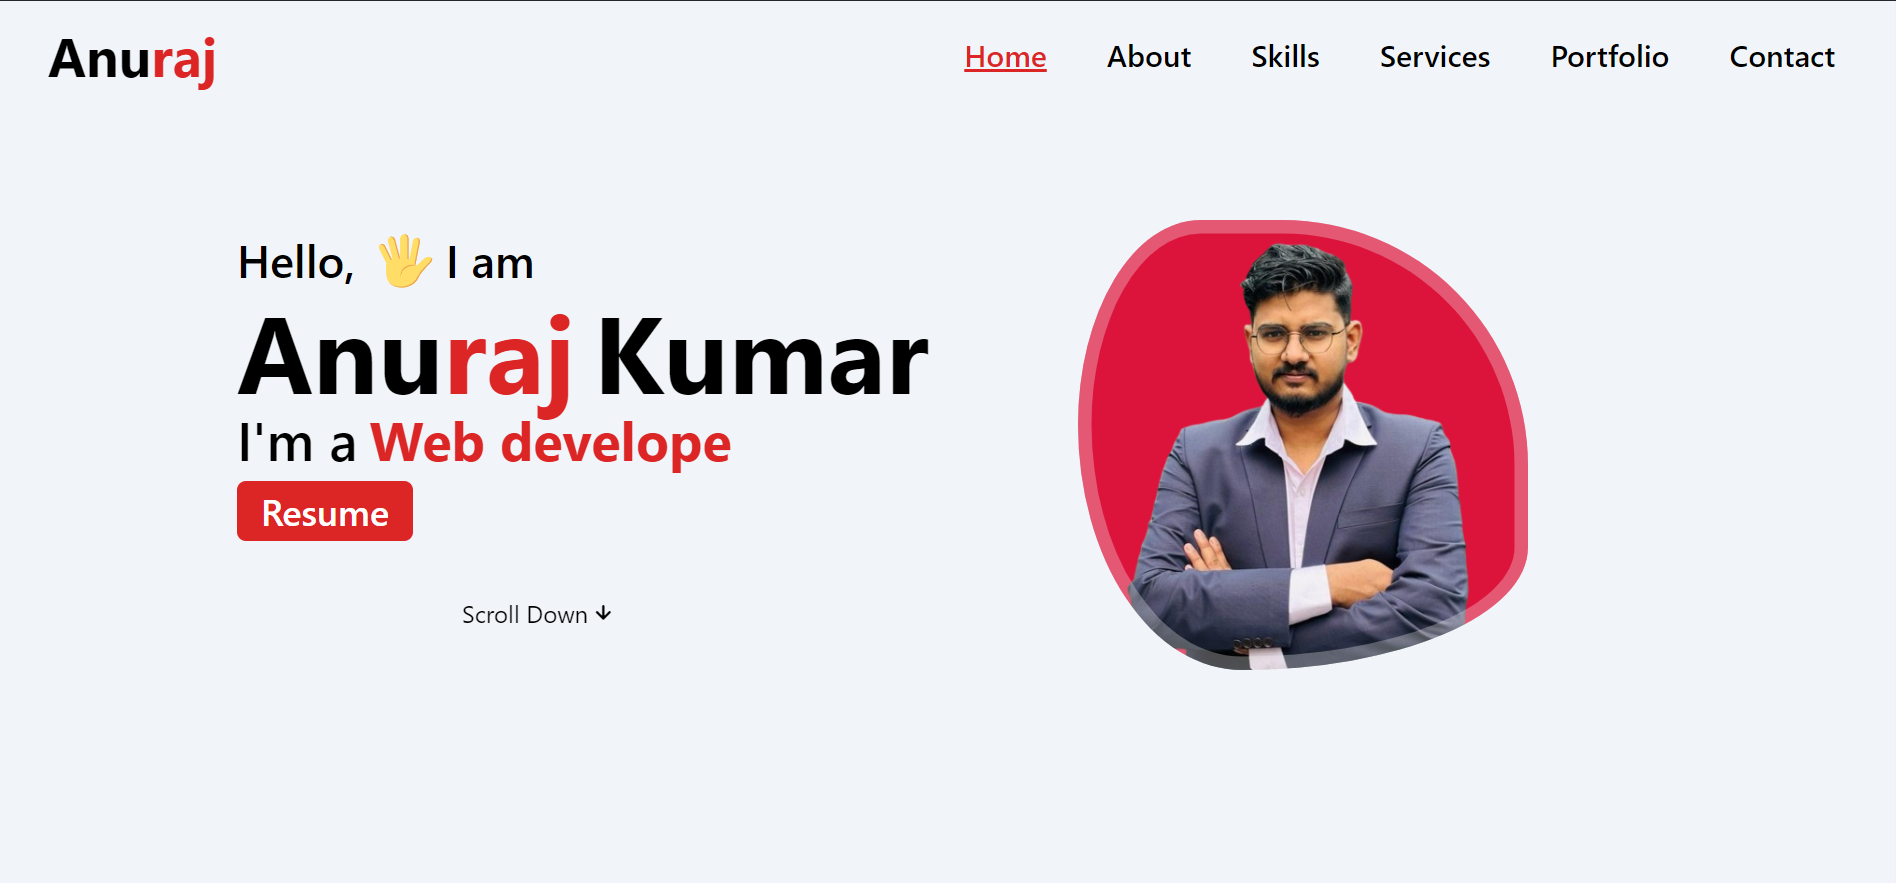 Anuraj
Home About Skills Services Portfolio Contact
Hello, 🖐 I am
Anuraj Kumar
I'm a Web develope
Resume
Scroll Down ↓